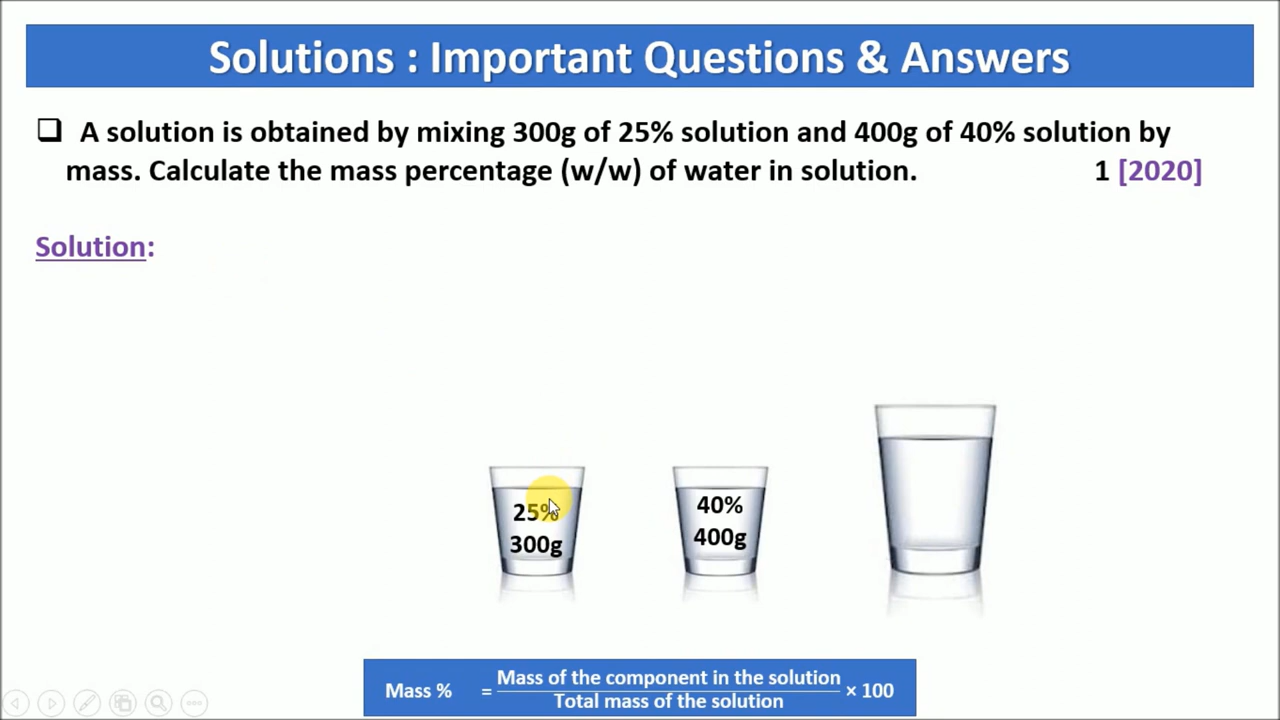 Solutions : Important Questions & Answers
❑ A solution is obtained by mixing 300g of 25% solution and 400g of 40% solution by
mass. Calculate the mass percentage (w/w) of water in solution. 1 [2020]
Solution:
25%
300g
40%
400g
Mass % = Mass of the component in the solution × 100
Total mass of the solution